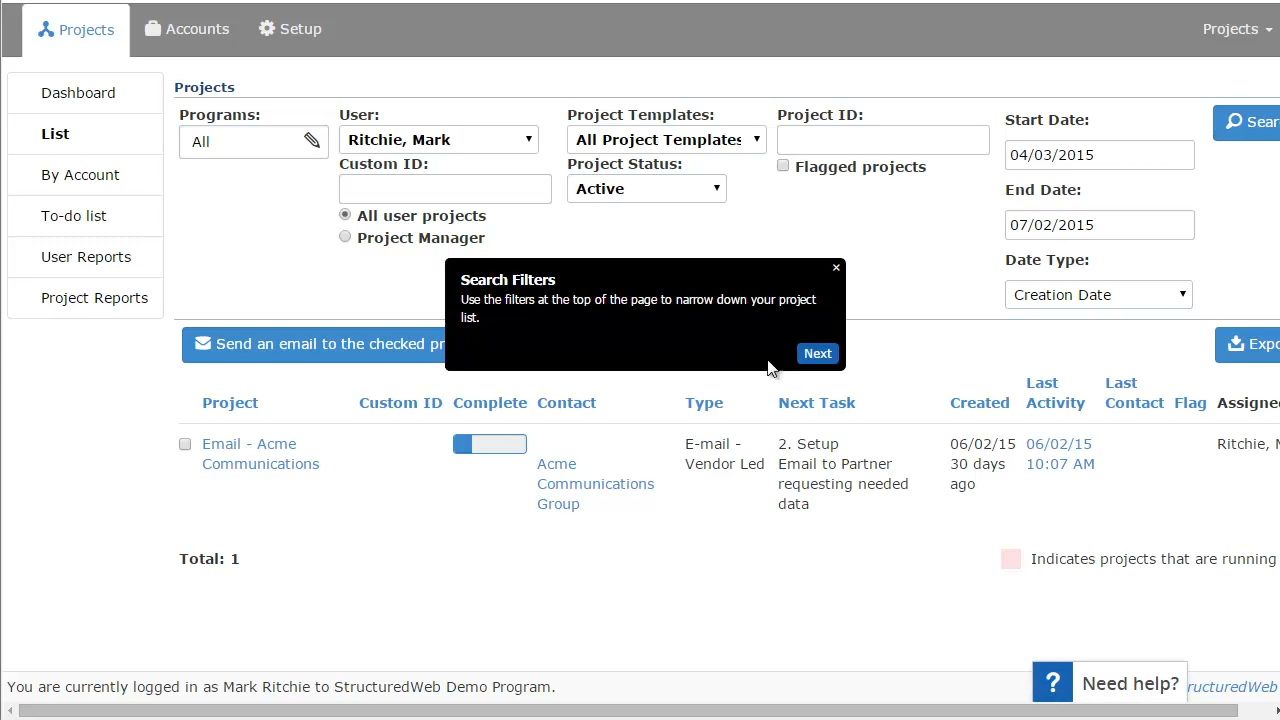 Projects
Accounts
Setup
Projects
Dashboard
List
By Account
To-do list
User Reports
Project Reports
Projects
Programs:
All
User:
Ritchie, Mark
Custom ID:
All user projects
Project Manager
Project Templates:
All Project Templates
Project Status:
Active
Project ID:
Flagged projects
Start Date:
04/03/2015
End Date:
07/02/2015
Date Type:
Creation Date
Sear
Search Filters
×
Use the filters at the top of the page to narrow down your project
list.
Next
Send an email to the checked pr
Expo
Project Custom ID Complete Contact Type Next Task Created Last Activity Last Contact Flag Assigne
Email - Acme
Communications
Acme
Communications
Group
E-mail -
Vendor Led
2. Setup
Email to Partner
requesting needed
data
06/02/15
30 days
ago
06/02/15
10:07 AM
Ritchie, M
Total: 1
Indicates projects that are running
You are currently logged in as Mark Ritchie to StructuredWeb Demo Program.
? Need help?
ructuredWeb